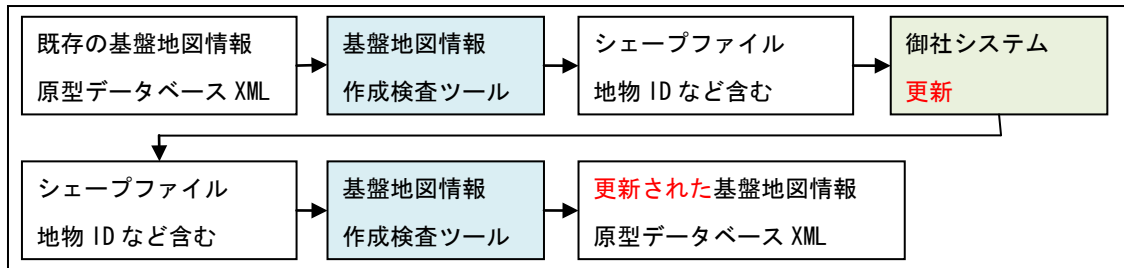 既存の基盤地図情報
原型データベース XML
基盤地図情報
作成検査ツール
シェープファイル
地物 ID など含む
御社システム
更新
シェープファイル
地物 ID など含む
基盤地図情報
作成検査ツール
更新された基盤地図情報
原型データベース XML